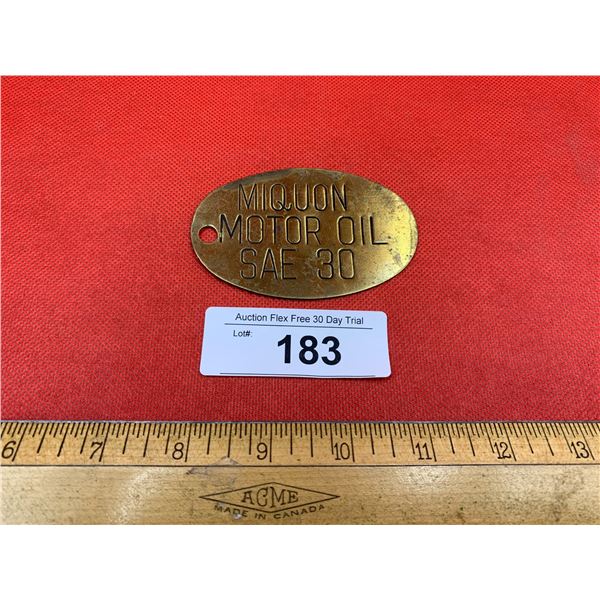 MIQUON
MOTOR OIL
SAE 30
Auction Flex Free 30 Day Trial
Lot#:
183
6 7 8 9 10 11 12 13
ACME
MADE IN CANADA